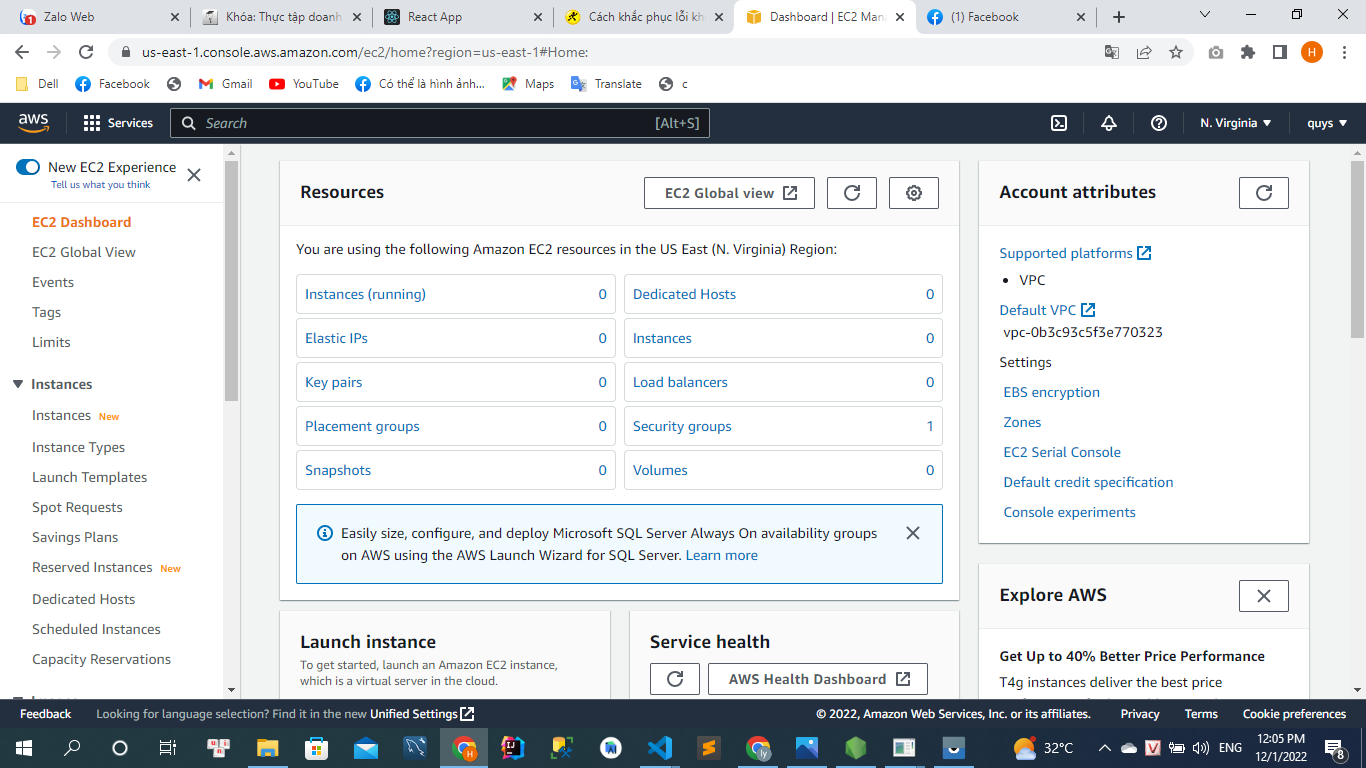 Zalo Web
Khóa: Thực tập doanh
React App
Cách khắc phục lỗi kh
Dashboard | EC2 Man
(1) Facebook
us-east-1.console.aws.amazon.com/ec2/home?region=us-east-1#Home:
H
Dell
Facebook
Gmail
YouTube
Có thể là hình ảnh...
Maps
Translate
c
aws
Services
Search
[Alt+S]
N. Virginia
quys
New EC2 Experience
Tell us what you think
EC2 Dashboard
EC2 Global View
Events
Tags
Limits
Instances
Instances New
Instance Types
Launch Templates
Spot Requests
Savings Plans
Reserved Instances New
Dedicated Hosts
Scheduled Instances
Capacity Reservations
Resources
EC2 Global view
You are using the following Amazon EC2 resources in the US East (N. Virginia) Region:
Instances (running) 0
Dedicated Hosts 0
Elastic IPs 0
Instances 0
Key pairs 0
Load balancers 0
Placement groups 0
Security groups 1
Snapshots 0
Volumes 0
Easily size, configure, and deploy Microsoft SQL Server Always On availability groups
on AWS using the AWS Launch Wizard for SQL Server. Learn more
Launch instance
To get started, launch an Amazon EC2 instance,
which is a virtual server in the cloud.
Service health
AWS Health Dashboard
Account attributes
Supported platforms
VPC
Default VPC
vpc-0b3c93c5f3e770323
Settings
EBS encryption
Zones
EC2 Serial Console
Default credit specification
Console experiments
Explore AWS
Get Up to 40% Better Price Performance
T4g instances deliver the best price
Feedback
Looking for language selection? Find it in the new Unified Settings
© 2022, Amazon Web Services, Inc. or its affiliates.
Privacy
Terms
Cookie preferences
32°C
ENG
12:05 PM
12/1/2022
8